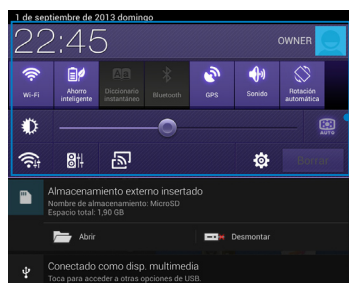 1 de septiembre de 2013 domingo
22:45
OWNER
Wi-Fi
Ahorro
inteligente
Diccionario
instantáneo
Bluetooth
GPS
Sonido
Rotación
automática
AUTO
Borrar
Almacenamiento externo insertado
Nombre de almacenamiento: MicroSD
Espacio total: 1,90 GB
Abrir
Desmontar
Conectado como disp. multimedia
Toca para acceder a otras opciones de USB.